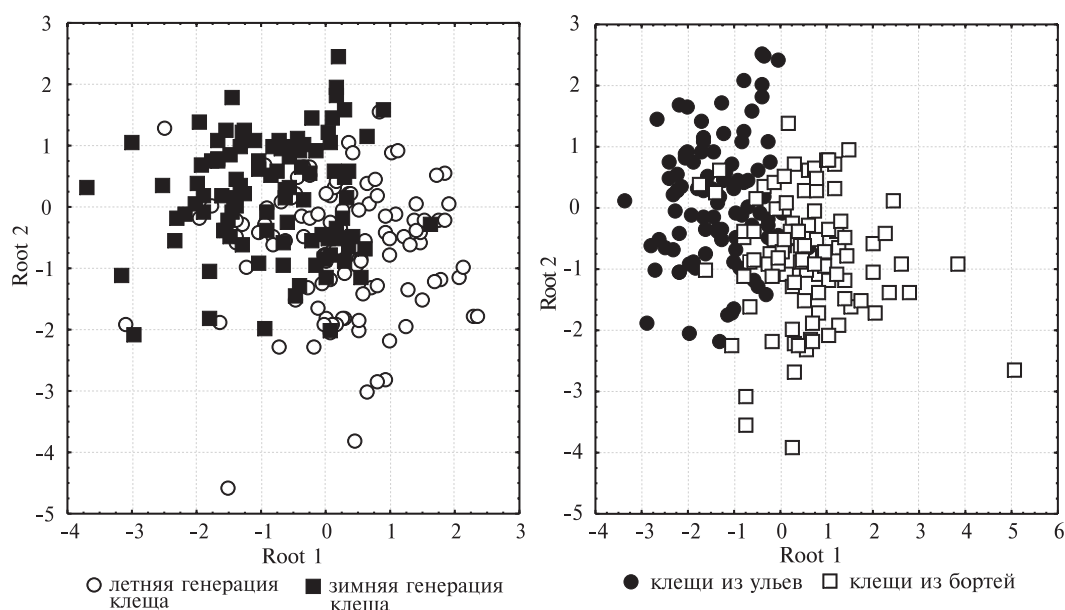 3
2
1
0
-1
-2
-3
-4
-5
Root 2
-4 -3 -2 -1 0 1 2 3
Root 1
○ летняя генерация клеща
■ зимняя генерация клеща
3
2
1
0
-1
-2
-3
-4
-5
Root 2
-4 -3 -2 -1 0 1 2 3 4 5 6
Root 1
● клещи из ульев □ клещи из бортей